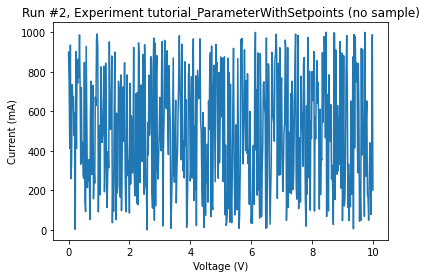 Run #2, Experiment tutorial_ParameterWithSetpoints (no sample)
1000
800
600
400
200
0
Current (mA)
0 2 4 6 8 10
Voltage (V)